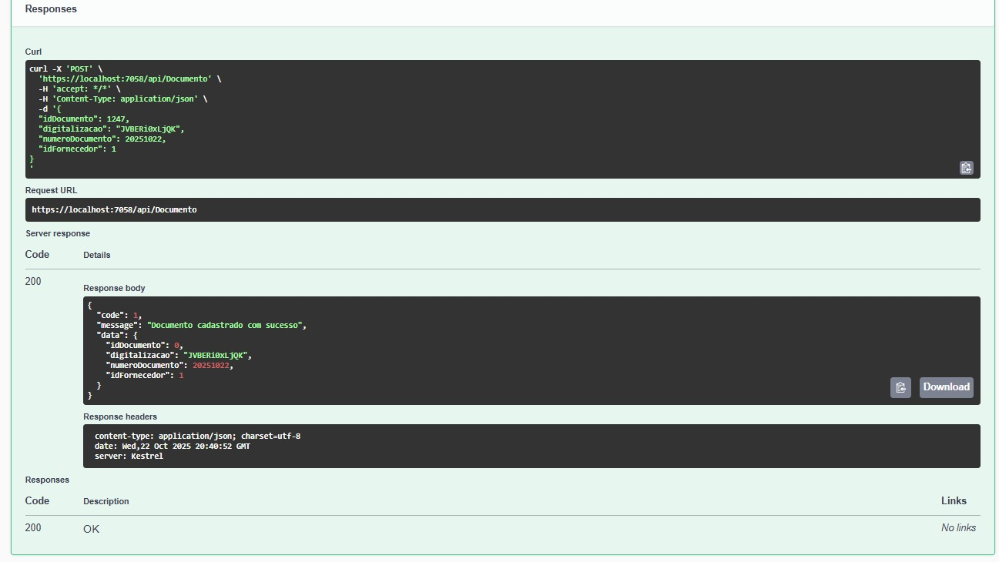 Responses
Curl
curl -X 'POST' \
  'https://localhost:7058/api/Documento' \
  -H 'accept: */*' \
  -H 'Content-Type: application/json' \
  -d '{
  "idDocumento": 1247,
  "digitalizacao": "JVBERi0xLjQK",
  "numeroDocumento": 20251022,
  "idFornecedor": 1
}
'
Request URL
https://localhost:7058/api/Documento
Server response
Code Details
200
Response body
{
  "code": 1,
  "message": "Documento cadastrado com sucesso",
  "data": {
    "idDocumento": 0,
    "digitalizacao": "JVBERi0xLjQK",
    "numeroDocumento": 20251022,
    "idFornecedor": 1
  }
}
Download
Response headers
content-type: application/json; charset=utf-8
date: Wed,22 Oct 2025 20:40:52 GMT
server: Kestrel
Responses
Code Description Links
200 OK No links